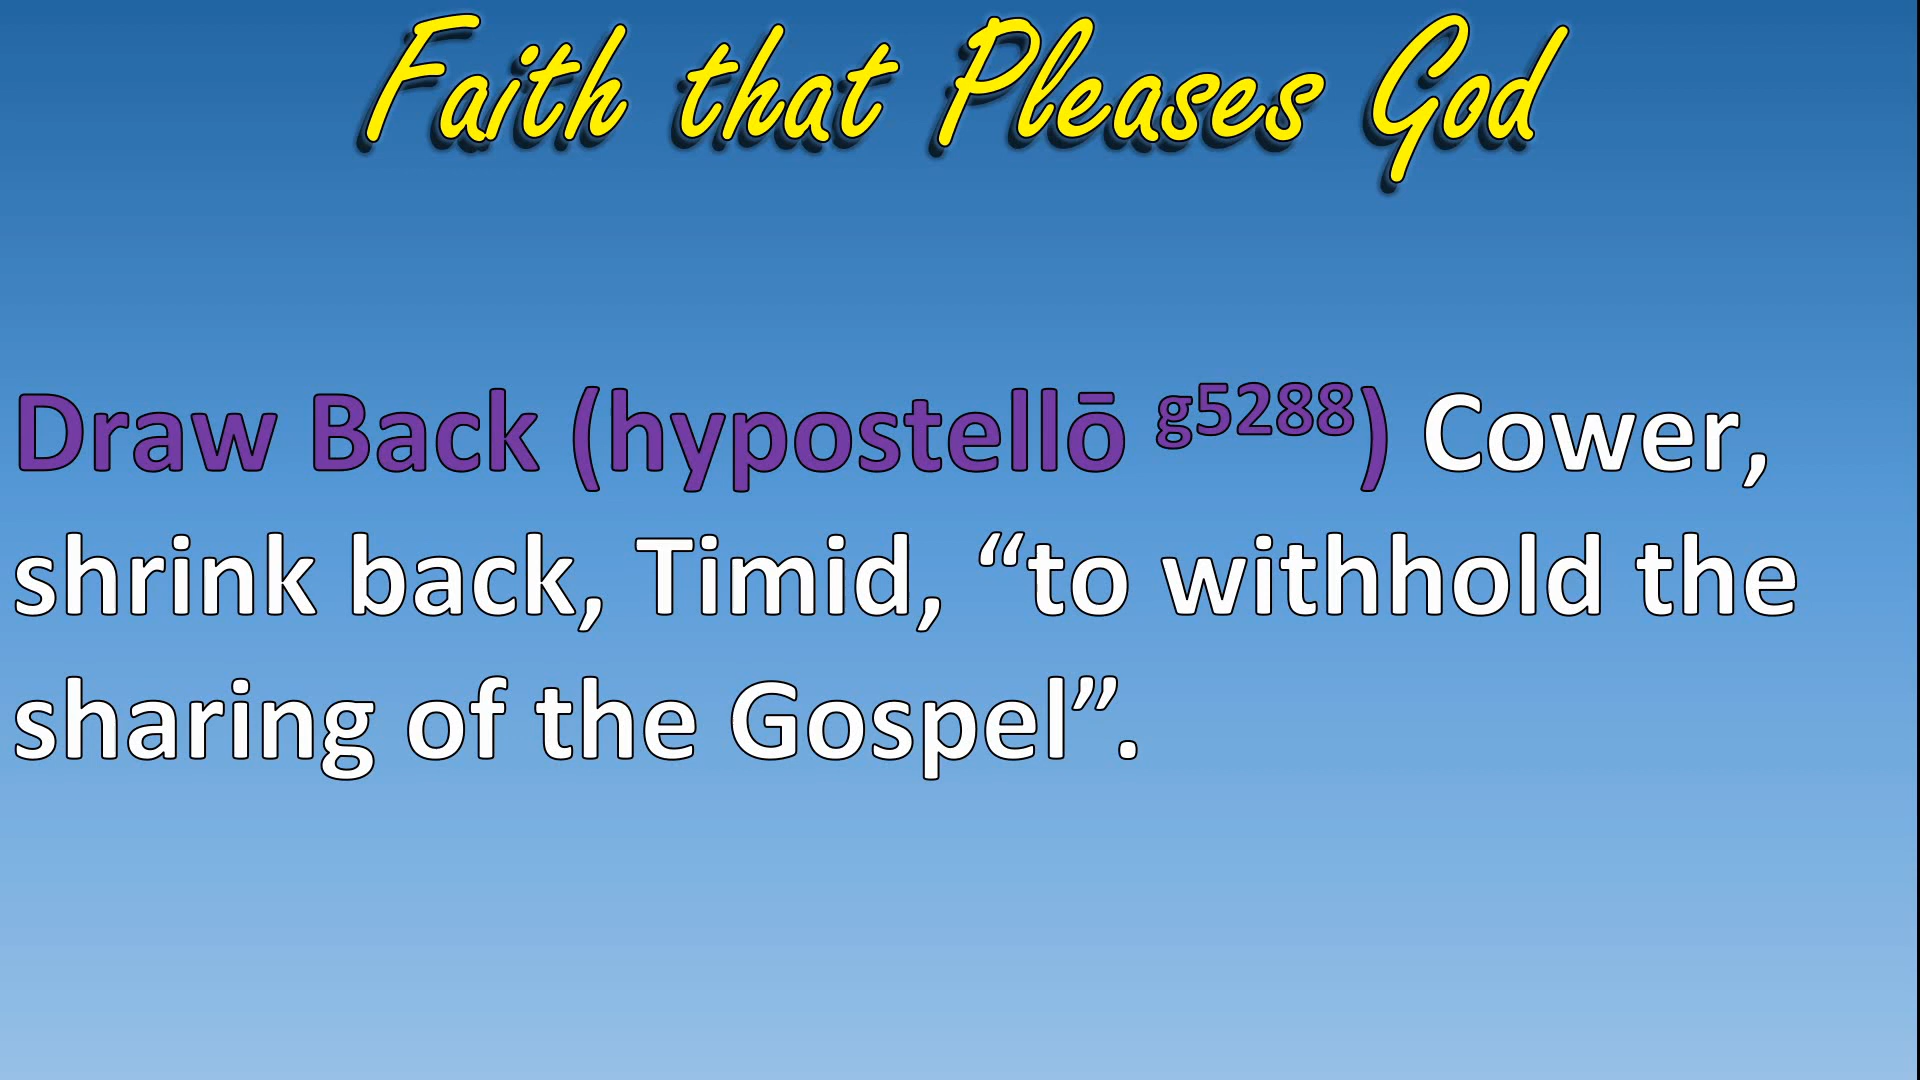 Faith that Pleases God
Draw Back (hypostellō g5288) Cower,
shrink back, Timid, “to withhold the
sharing of the Gospel”.